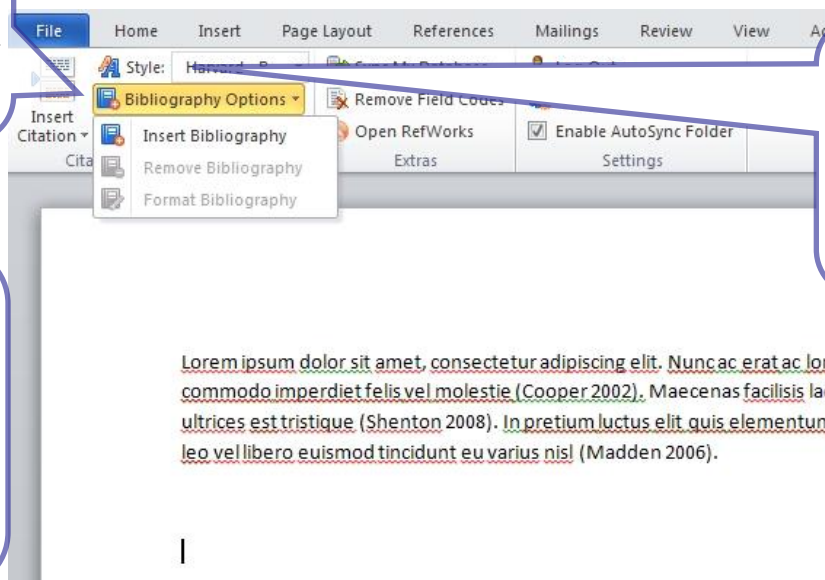 File Home Insert Page Layout References Mailings Review View
Style: Harvard
Bibliography Options Remove Field Codes
Insert
Citation Insert Bibliography Open RefWorks Enable AutoSync Folder
Remove Bibliography Extras Settings
Format Bibliography
Lorem ipsum dolor sit amet, consectetur adipiscing elit. Nunc ac erat ac
commodo imperdiet felis vel molestie (Cooper 2002). Maecenas facilisis
ultrices est tristique (Shenton 2008). In pretium luctus elit quis
leo vel libero euismod tincidunt eu varius nisl (Madden 2006).